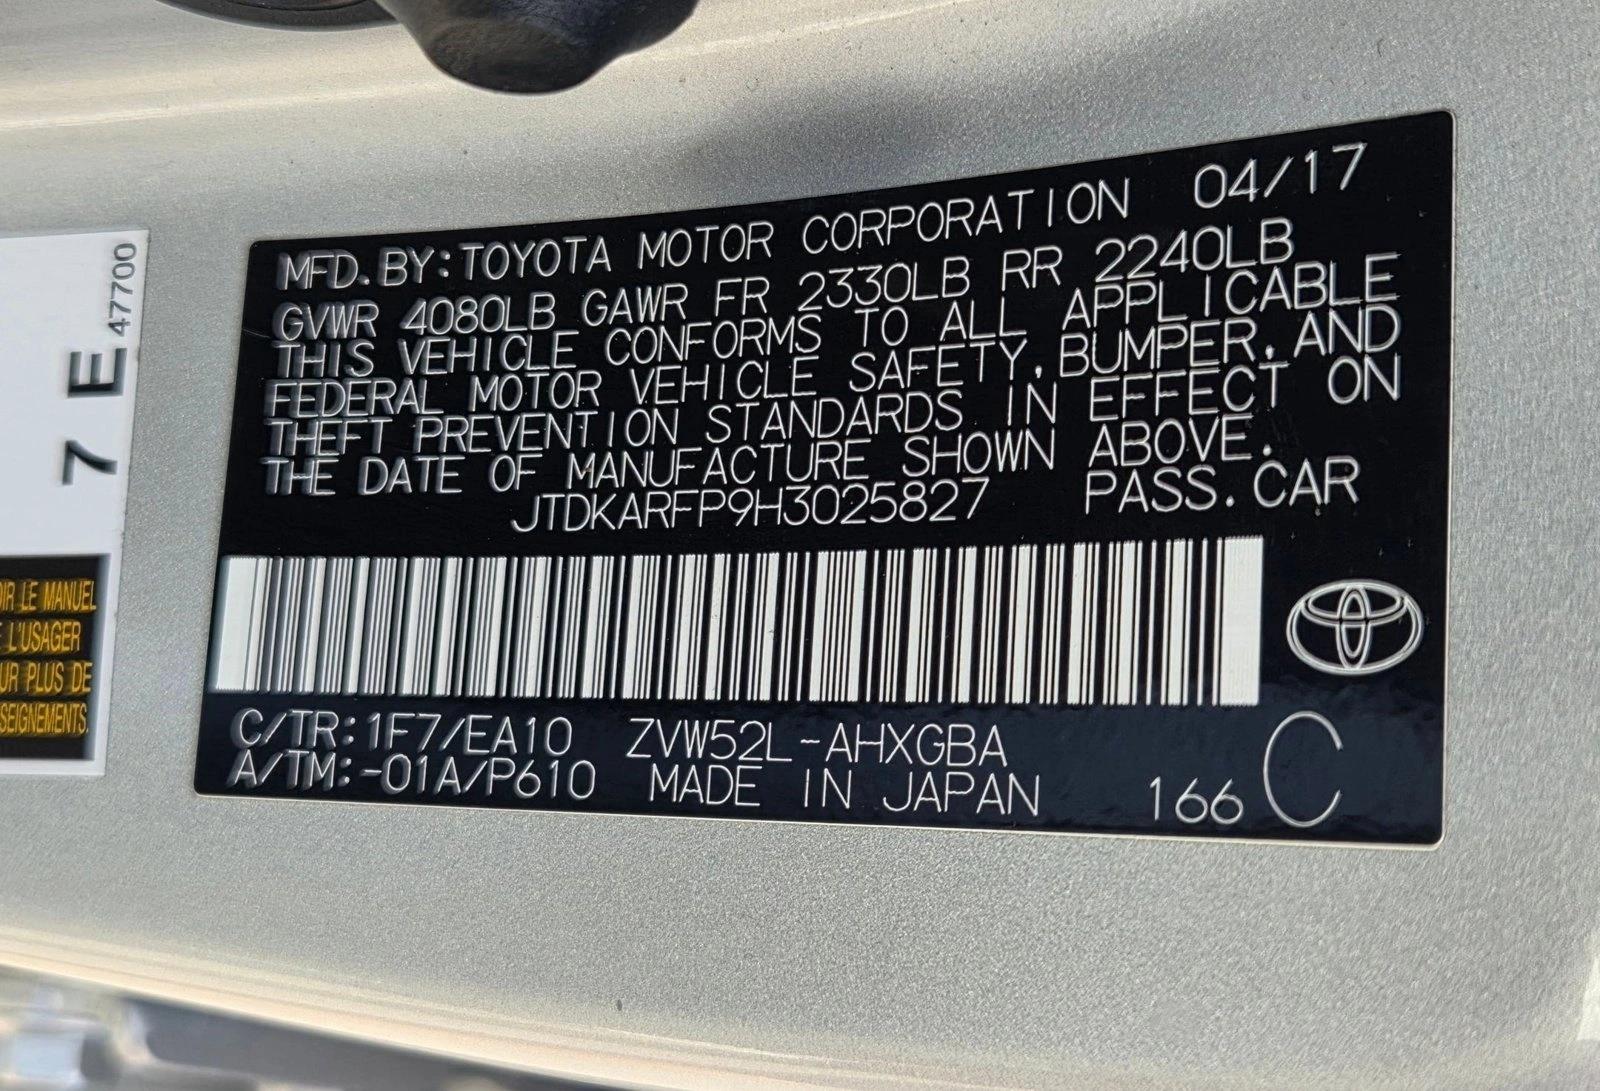 47700
7 E
OIR LE MANUEL
E L'USAGER
UR PLUS DE
SEIGNEMENTS.
MFD. BY: TOYOTA MOTOR CORPORATION 04/17
GVWR 4080LB GAWR FR 2330LB RR 2240LB
THIS VEHICLE CONFORMS TO ALL APPLICABLE
FEDERAL MOTOR VEHICLE SAFETY, BUMPER, AND
THEFT PREVENTION STANDARDS IN EFFECT ON
THE DATE OF MANUFACTURE SHOWN ABOVE.
JTDKARFP9H3025827 PASS. CAR
C/TR: 1F7/EA10 ZVW52L-AHXGBA
A/TM: -01A/P610 MADE IN JAPAN 166 C